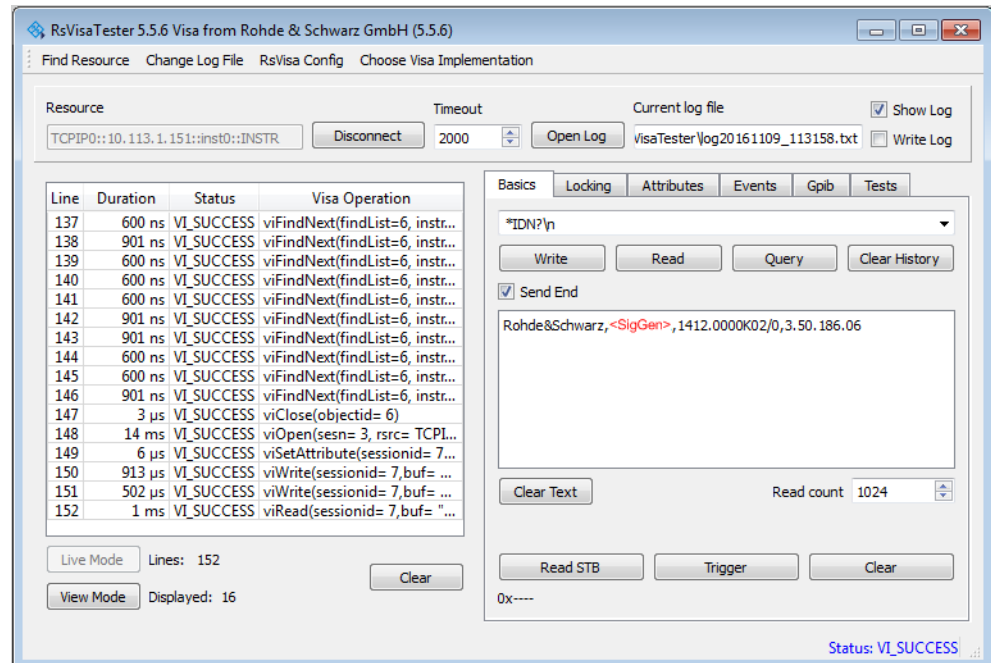 RsVisaTester 5.5.6 Visa from Rohde & Schwarz GmbH (5.5.6)
Find Resource Change Log File RsVisa Config Choose Visa Implementation
Resource Timeout Current log file Show Log
TCPIP0::10.113.1.151::inst0::INSTR Disconnect 2000 Open Log VisaTester\log20161109_113158.txt Write Log
Line Duration Status Visa Operation
137 600 ns VI_SUCCESS viFindNext(findList=6, instr...
138 901 ns VI_SUCCESS viFindNext(findList=6, instr...
139 600 ns VI_SUCCESS viFindNext(findList=6, instr...
140 600 ns VI_SUCCESS viFindNext(findList=6, instr...
141 600 ns VI_SUCCESS viFindNext(findList=6, instr...
142 901 ns VI_SUCCESS viFindNext(findList=6, instr...
143 901 ns VI_SUCCESS viFindNext(findList=6, instr...
144 600 ns VI_SUCCESS viFindNext(findList=6, instr...
145 600 ns VI_SUCCESS viFindNext(findList=6, instr...
146 901 ns VI_SUCCESS viFindNext(findList=6, instr...
147 3 µs VI_SUCCESS viClose(objectid= 6)
148 14 ms VI_SUCCESS viOpen(sesn= 3, rsrc= TCPI...
149 6 µs VI_SUCCESS viSetAttribute(sessionid= 7...
150 913 µs VI_SUCCESS viWrite(sessionid= 7,buf= ...
151 502 µs VI_SUCCESS viWrite(sessionid= 7,buf= ...
152 1 ms VI_SUCCESS viRead(sessionid= 7,buf= "...
Live Mode Lines: 152
Clear
View Mode Displayed: 16
Basics Locking Attributes Events Gpib Tests
*IDN?\n
Write Read Query Clear History
Send End
Rohde&Schwarz,<SigGen>,1412.0000K02/0,3.50.186.06
Clear Text Read count 1024
Read STB Trigger Clear
0x----
Status: VI_SUCCESS